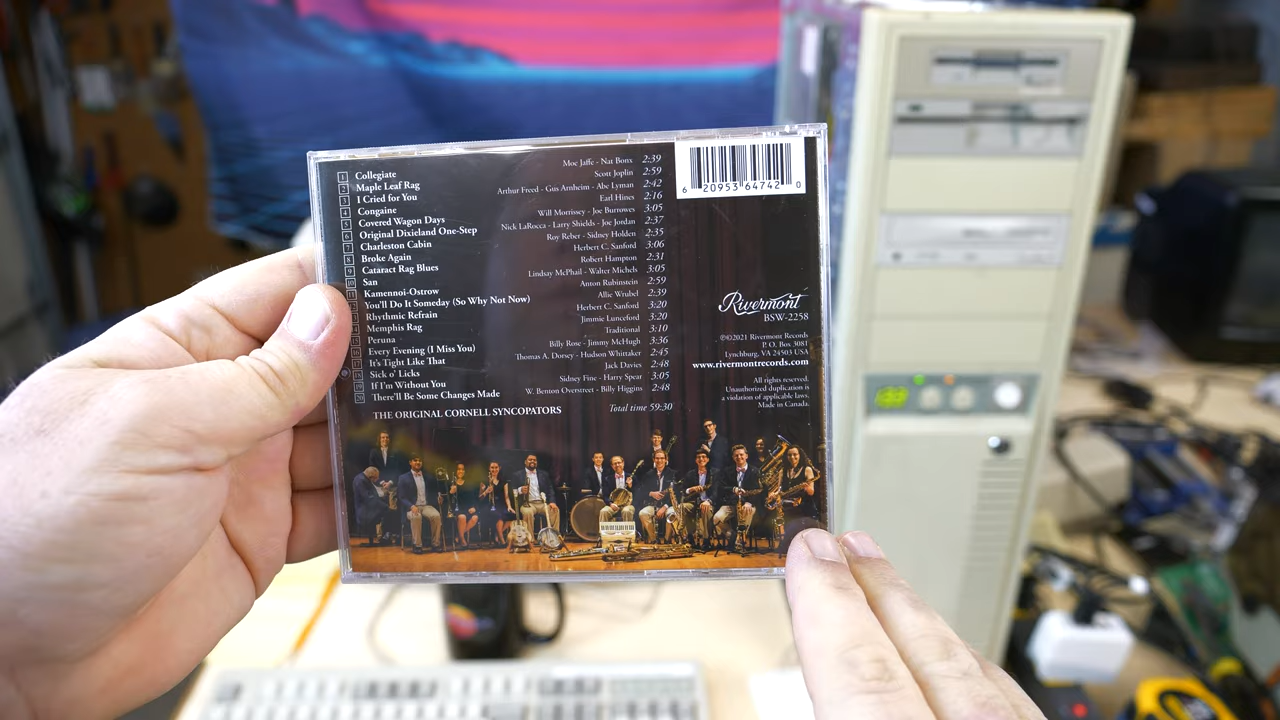 1 Collegiate Moc Jaffe - Nat Bonx 2:39
2 Maple Leaf Rag Scott Joplin 2:59
3 I Cried for You Arthur Freed - Gus Arnheim - Abe Lyman 2:42
4 Congaine Earl Hines 2:16
5 Covered Wagon Days Will Morrissey - Joe Burrowes 3:05
6 Original Dixieland One-Step Nick LaRocca - Larry Shields - Joe Jordan 2:37
7 Charleston Cabin Roy Reber - Sidney Holden 2:35
8 Broke Again Herbert C. Sanford 3:06
9 Cataract Rag Blues Robert Hampton 2:31
10 San Lindsay McPhail - Walter Michels 3:05
11 Kamennoi-Ostrow Anton Rubinstein 2:59
You'll Do It Someday (So Why Not Now) Allie Wrubel 2:39
Rhythmic Refrain Herbert C. Sanford 3:20
Memphis Rag Jimmie Lunceford 3:20
15 Peruna Traditional 3:10
16 Every Evening (I Miss You) Billy Rose - Jimmy McHugh 3:36
17 It's Tight Like That Thomas A. Dorsey - Hudson Whittaker 2:45
18 Sick o' Licks Jack Davies 2:48
19 If I'm Without You Sidney Fine - Harry Spear 3:05
20 There'll Be Some Changes Made W. Benton Overstreet - Billy Higgins 2:48
THE ORIGINAL CORNELL SYNCOPATORS Total time 59:30
6 20953 64742 0
Rivermont
BSW-2258
℗©2021 Rivermont Records
P. O. Box 3081
Lynchburg, VA 24503 USA
www.rivermontrecords.com
All rights reserved.
Unauthorized duplication is
a violation of applicable laws.
Made in Canada.